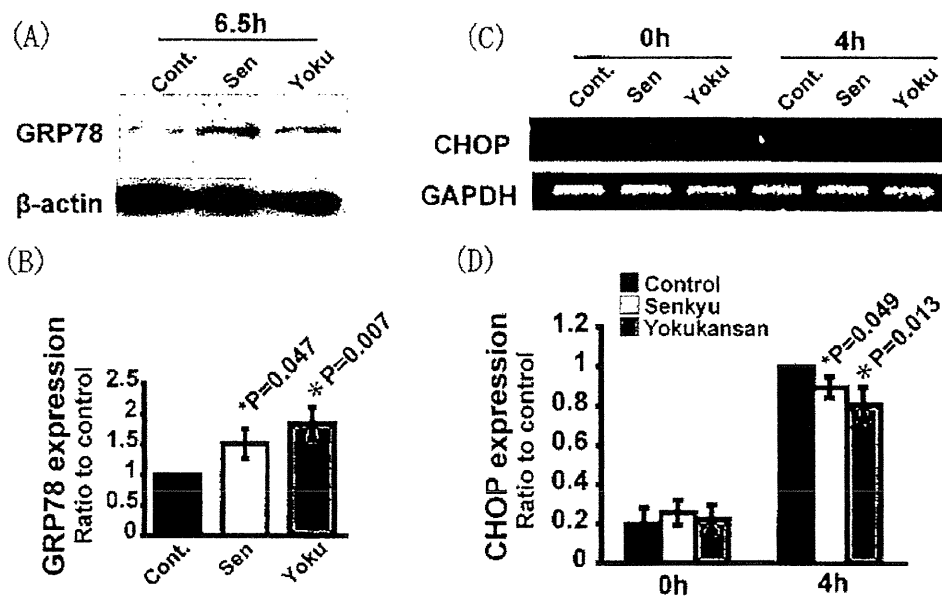 (A)
6.5h
Cont. Sen Yoku
GRP78
β-actin
(B)
GRP78 expression
Ratio to control
2.5
2
1.5
1
0.5
0
*P=0.047
*P=0.007
Cont. Sen Yoku
(C)
0h 4h
Cont. Sen Yoku Cont. Sen Yoku
CHOP
GAPDH
(D)
Control
Senkyu
Yokukansan
CHOP expression
Ratio to control
1.2
1
0.8
0.6
0.4
0.2
0
*P=0.049
*P=0.013
0h 4h